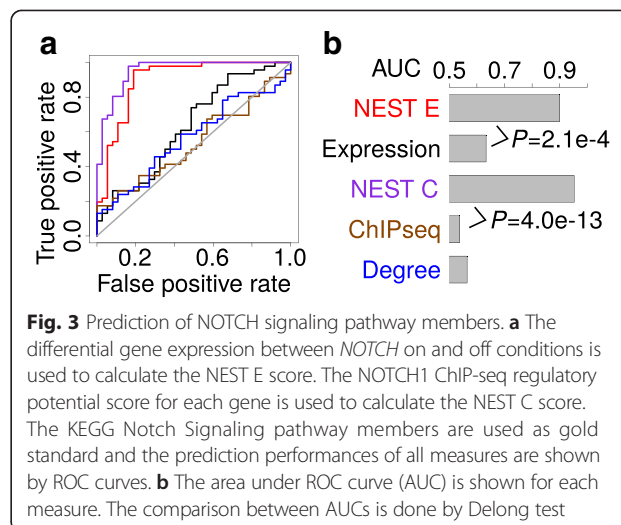 a
True positive rate
0.0 0.4 0.8
0.2 0.6 1.0
False positive rate
b
AUC 0.5 0.7 0.9
NEST E
Expression
P=2.1e-4
NEST C
ChIPseq
P=4.0e-13
Degree
Fig. 3 Prediction of NOTCH signaling pathway members. a The
differential gene expression between NOTCH on and off conditions is
used to calculate the NEST E score. The NOTCH1 ChIP-seq regulatory
potential score for each gene is used to calculate the NEST C score.
The KEGG Notch Signaling pathway members are used as gold
standard and the prediction performances of all measures are shown
by ROC curves. b The area under ROC curve (AUC) is shown for each
measure. The comparison between AUCs is done by Delong test